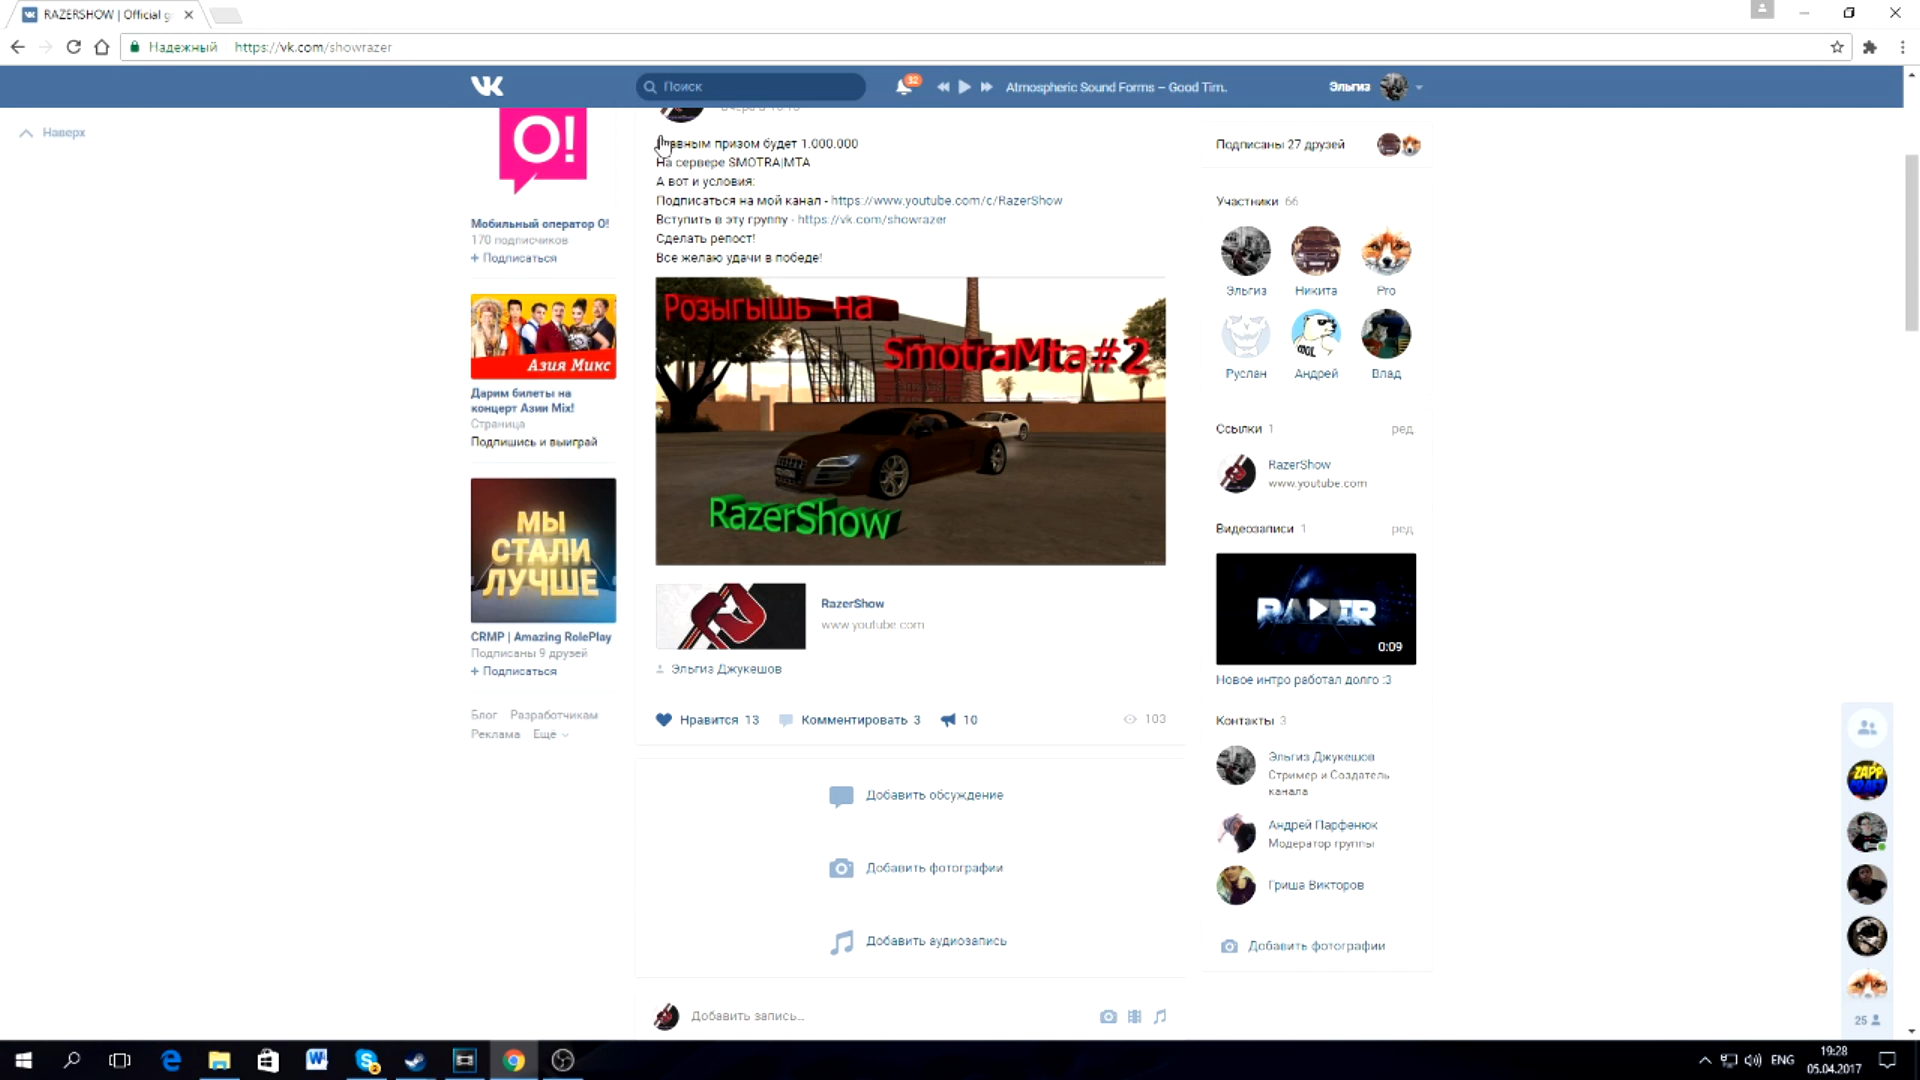 RAZERSHOW | Official g
Надежный
https://vk.com/showrazer
Поиск
32
Atmospheric Sound Forms – Good Tim.
Эльгиз
Наверх
O!
Мобильный оператор O!
170 подписчиков
+ Подписаться
Азия Микс
Дарим билеты на
концерт Азии Mix!
Страница
Подпишись и выиграй
МЫ
СТАЛИ
ЛУЧШЕ
CRMP | Amazing RolePlay
Подписаны 9 друзей
+ Подписаться
Блог Разработчикам
Реклама Ещё
призом будет 1.000.000
На сервере SMOTRA|MTA
А вот и условия:
Подписаться на мой канал - https://www.youtube.com/c/RazerShow
Вступить в эту группу - https://vk.com/showrazer
Сделать репост!
Все желаю удачи в победе!
Розыгышь на
SmotraMta#2
RazerShow
RazerShow
www.youtube.com
Эльгиз Джукешов
Нравится 13 Комментировать 3 10 103
Добавить обсуждение
Добавить фотографии
Добавить аудиозапись
Добавить запись...
Подписаны 27 друзей
Участники 66
Эльгиз Никита Pro
COOL
Руслан Андрей Влад
Ссылки 1 ред.
RazerShow
www.youtube.com
Видеозаписи 1 ред.
RAZER
0:09
Новое интро работал долго :3
Контакты 3
Эльгиз Джукешов
Стример и Создатель
канала
Андрей Парфенюк
Модератор группы
Гриша Викторов
Добавить фотографии
25
ENG
19:28
05.04.2017